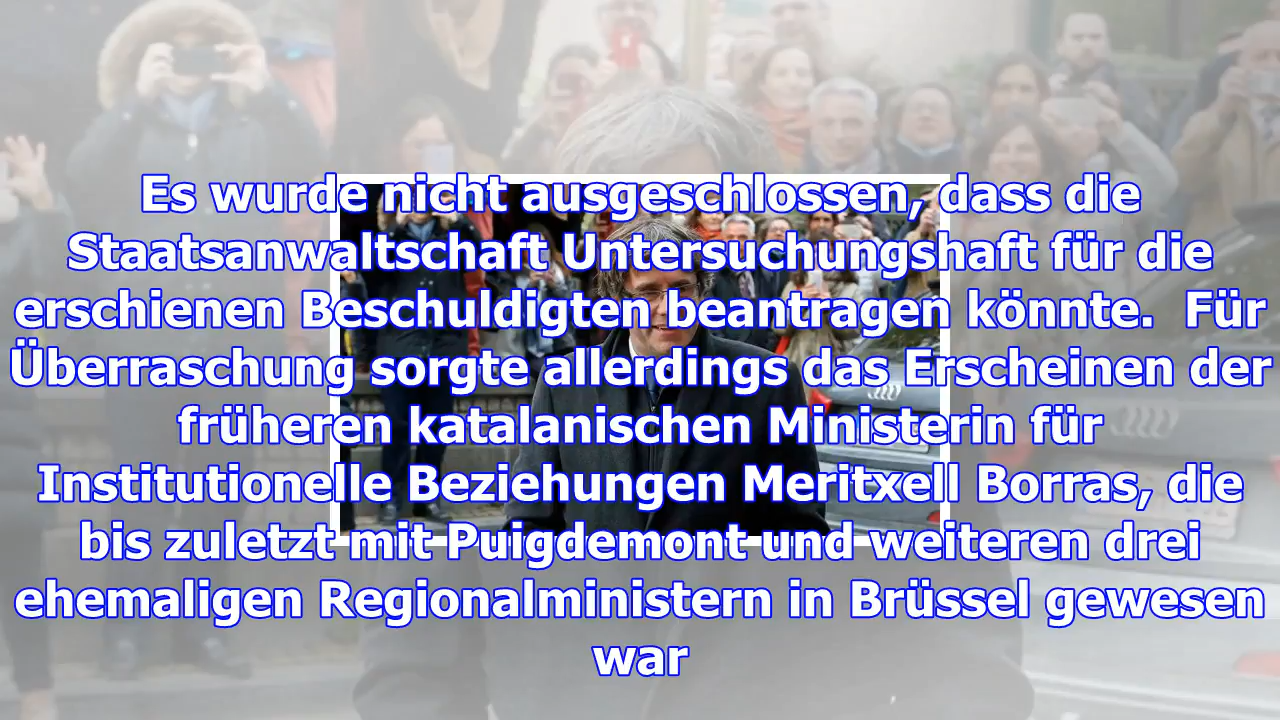 Es wurde nicht ausgeschlossen, dass die
Staatsanwaltschaft Untersuchungshaft für die
erschienen Beschuldigten beantragen könnte.  Für
Überraschung sorgte allerdings das Erscheinen der
früheren katalanischen Ministerin für
Institutionelle Beziehungen Meritxell Borras, die
bis zuletzt mit Puigdemont und weiteren drei
ehemaligen Regionalministern in Brüssel gewesen
war